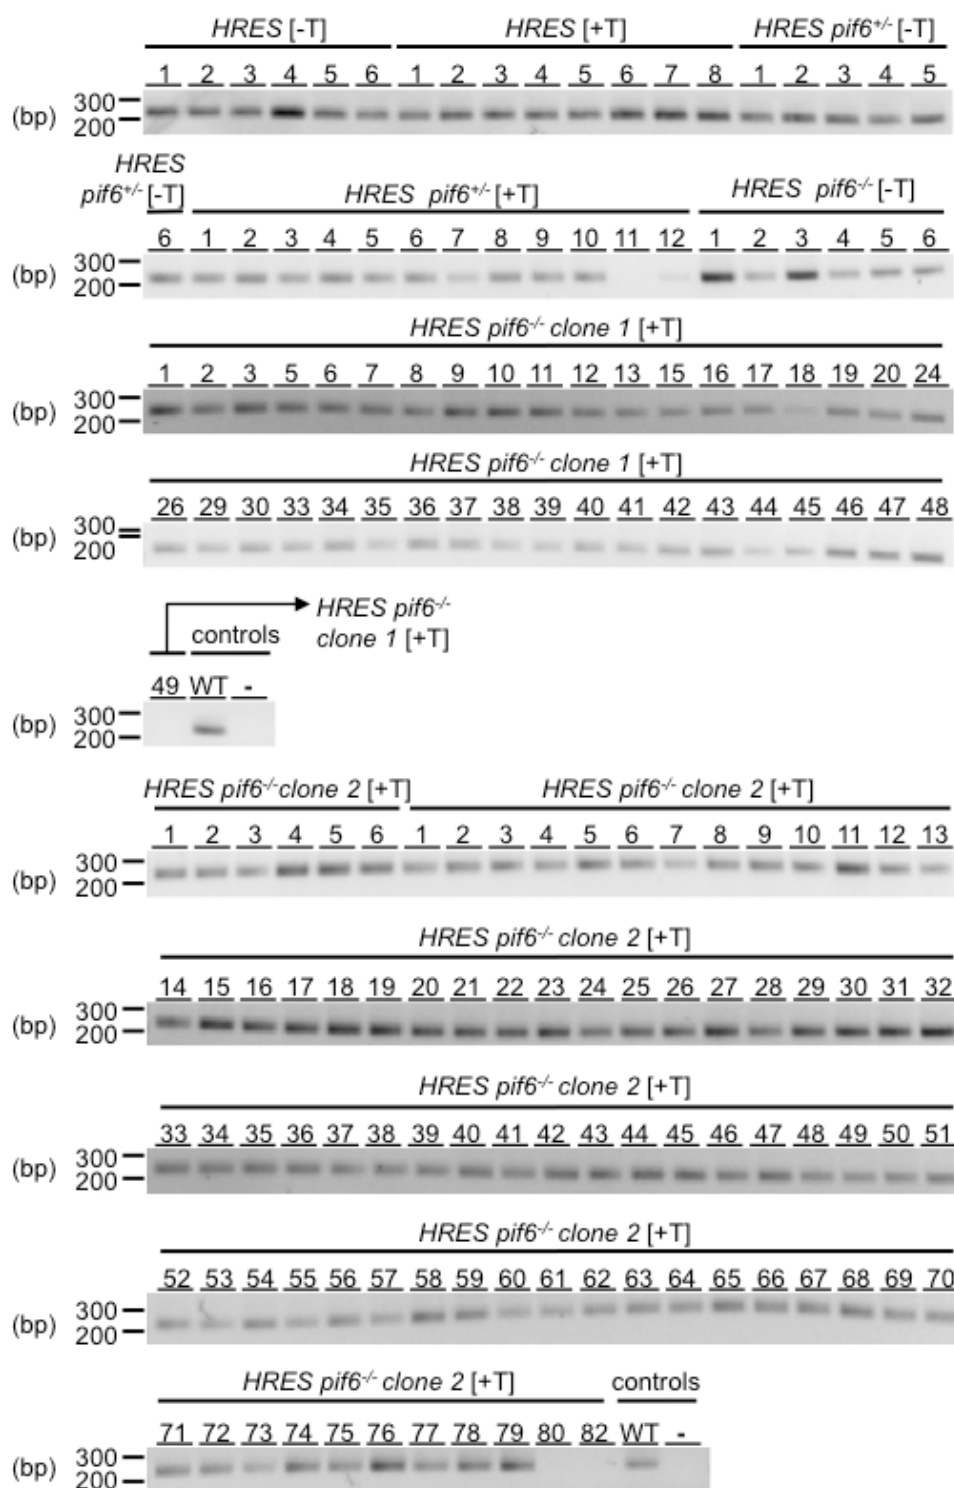 HRES [-T] HRES [+T] HRES pif6+/- [-T]
1 2 3 4 5 6 1 2 3 4 5 6 7 8 1 2 3 4 5
(bp) 300 200
HRES pif6+/- [-T] HRES pif6+/- [+T] HRES pif6-/- [-T]
6 1 2 3 4 5 6 7 8 9 10 11 12 1 2 3 4 5 6
(bp) 300 200
HRES pif6-/- clone 1 [+T]
1 2 3 5 6 7 8 9 10 11 12 13 15 16 17 18 19 20 24
(bp) 300 200
HRES pif6-/- clone 1 [+T]
26 29 30 33 34 35 36 37 38 39 40 41 42 43 44 45 46 47 48
(bp) 300 200
HRES pif6-/-
clone 1 [+T]
controls
49 WT -
(bp) 300 200
HRES pif6-/- clone 2 [+T] HRES pif6-/- clone 2 [+T]
1 2 3 4 5 6 1 2 3 4 5 6 7 8 9 10 11 12 13
(bp) 300 200
HRES pif6-/- clone 2 [+T]
14 15 16 17 18 19 20 21 22 23 24 25 26 27 28 29 30 31 32
(bp) 300 200
HRES pif6-/- clone 2 [+T]
33 34 35 36 37 38 39 40 41 42 43 44 45 46 47 48 49 50 51
(bp) 300 200
HRES pif6-/- clone 2 [+T]
52 53 54 55 56 57 58 59 60 61 62 63 64 65 66 67 68 69 70
(bp) 300 200
HRES pif6-/- clone 2 [+T] controls
71 72 73 74 75 76 77 78 79 80 82 WT -
(bp) 300 200